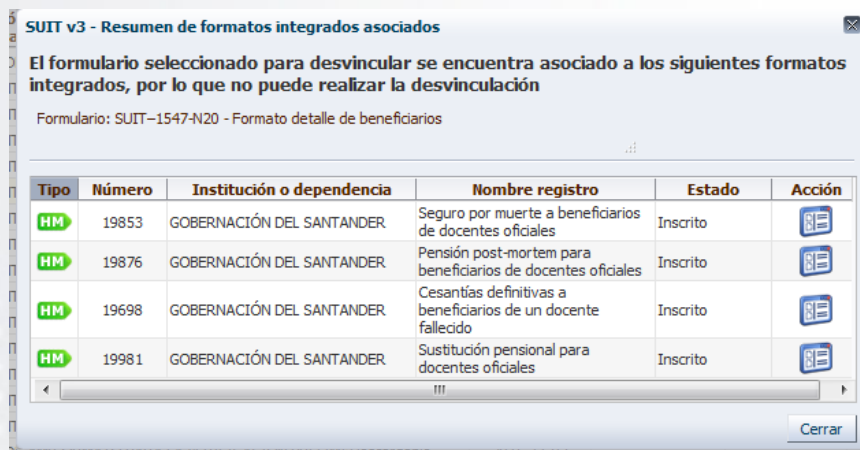 SUIT v3 - Resumen de formatos integrados asociados
El formulario seleccionado para desvincular se encuentra asociado a los siguientes formatos
integrados, por lo que no puede realizar la desvinculación
Formulario: SUIT–1547-N20 - Formato detalle de beneficiarios
Tipo Número Institución o dependencia Nombre registro Estado Acción
HM 19853 GOBERNACIÓN DEL SANTANDER Seguro por muerte a beneficiarios
de docentes oficiales Inscrito
HM 19876 GOBERNACIÓN DEL SANTANDER Pensión post-mortem para
beneficiarios de docentes oficiales Inscrito
HM 19698 GOBERNACIÓN DEL SANTANDER Cesantías definitivas a
beneficiarios de un docente
fallecido Inscrito
HM 19981 GOBERNACIÓN DEL SANTANDER Sustitución pensional para
docentes oficiales Inscrito
Cerrar